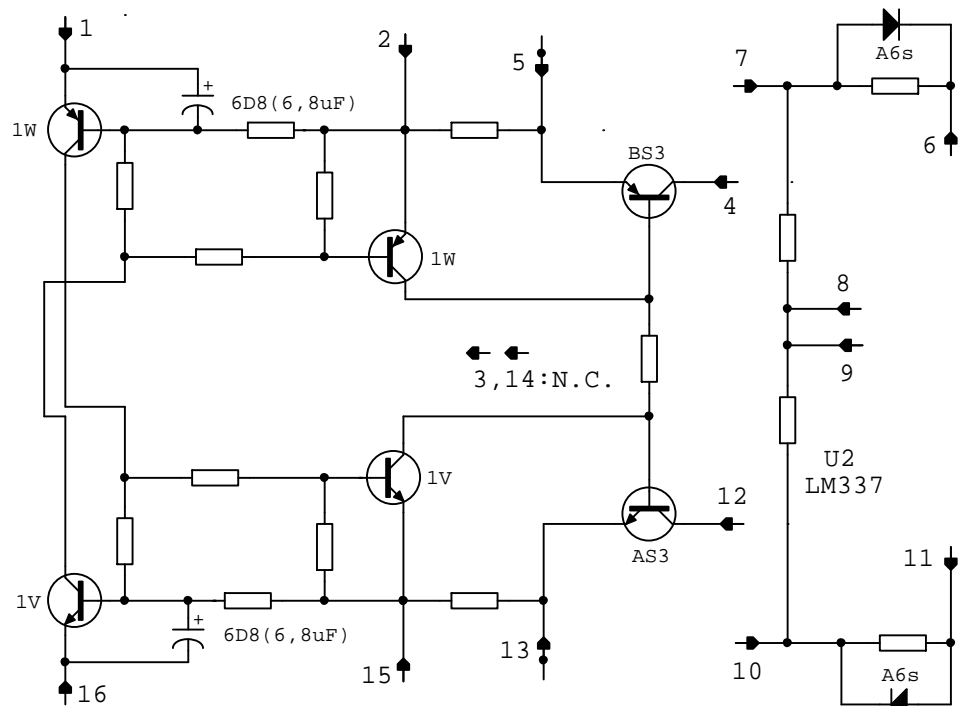 1
2
5
7
A6s
6D8(6,8uF)
+
1W
6
BS3
4
1W
8
3,14:N.C.
9
1V
U2
LM337
12
AS3
11
1V
+
6D8(6,8uF)
13
15
10
A6s
16